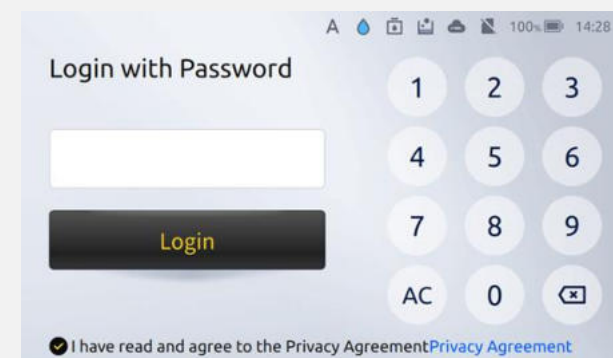 A 100% 14:28
Login with Password
1 2 3
4 5 6
Login
7 8 9
AC 0
I have read and agree to the Privacy AgreementPrivacy Agreement